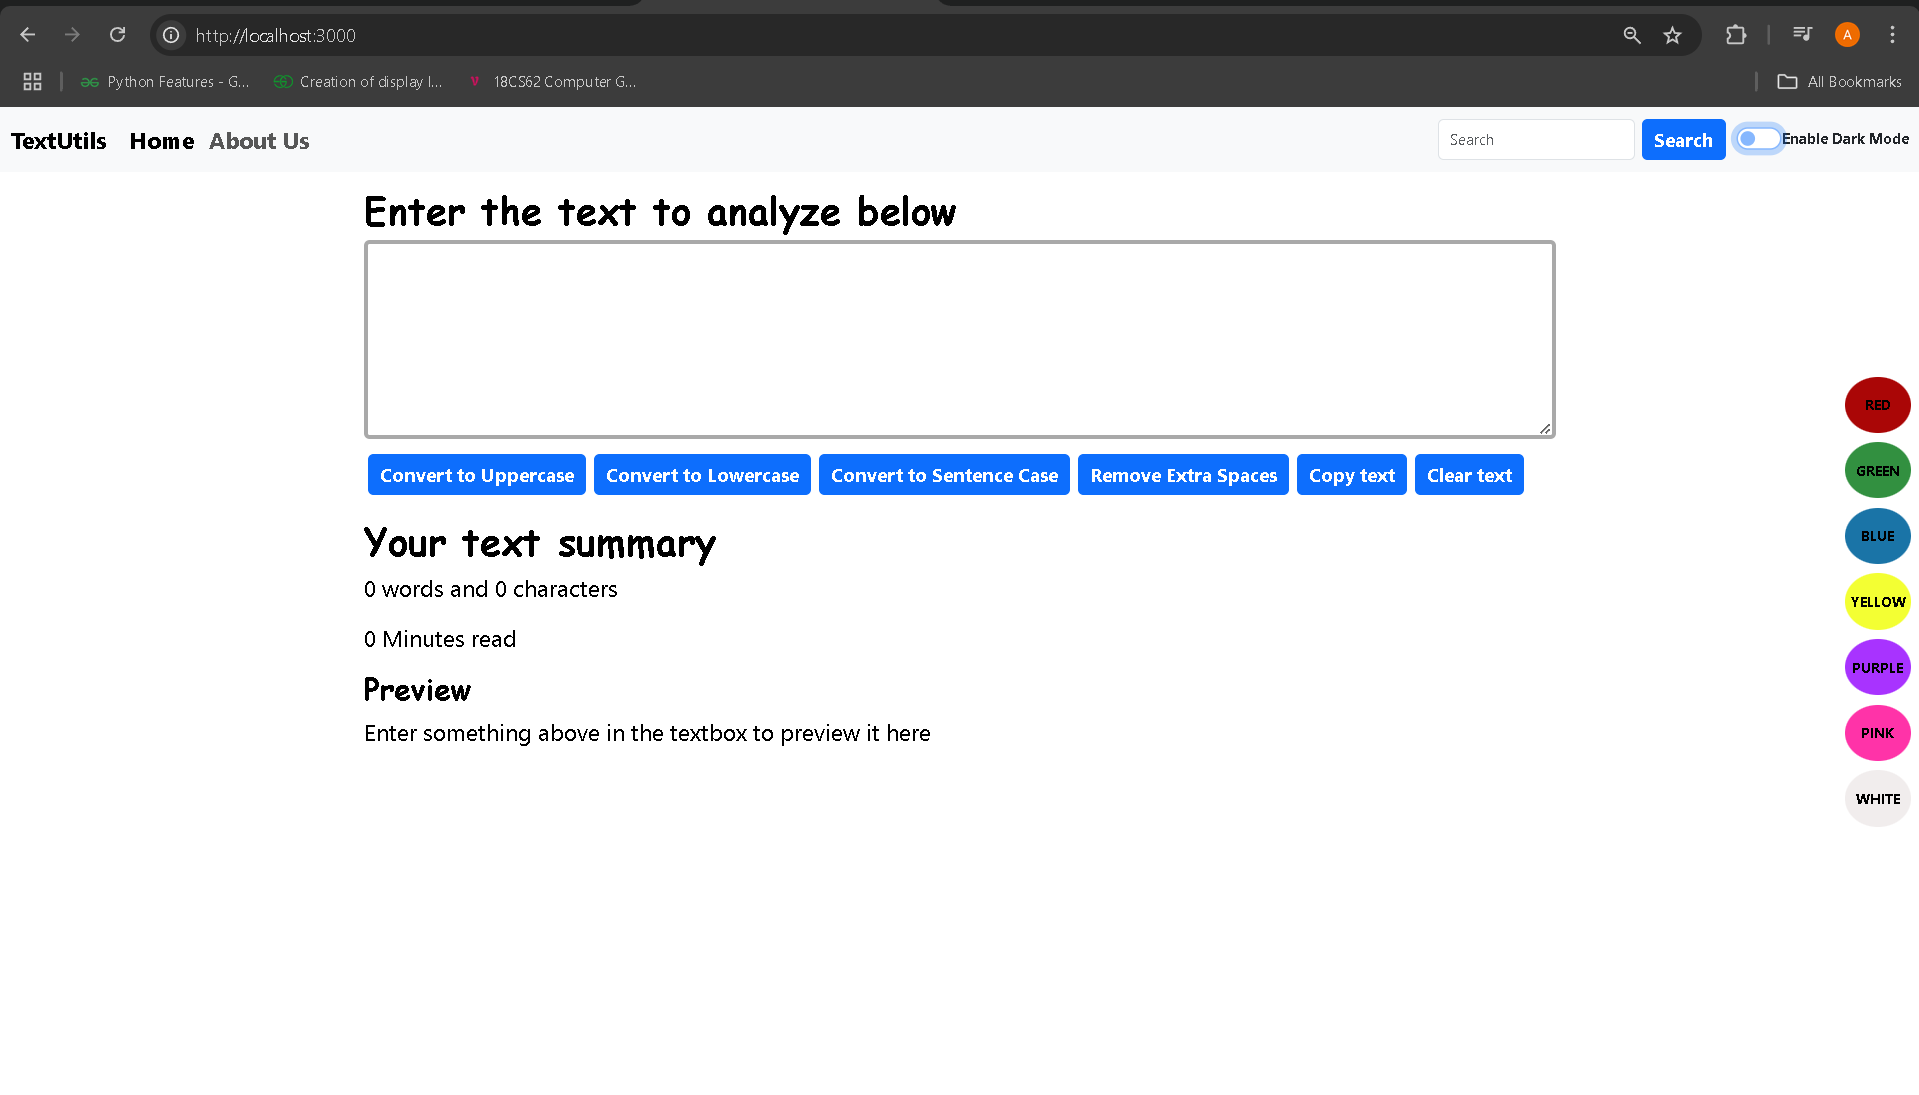 http://localhost:3000
A
Python Features - G...
Creation of display l...
18CS62 Computer G...
All Bookmarks
TextUtils Home About Us
Search
Search
Enable Dark Mode
Enter the text to analyze below
Convert to Uppercase
Convert to Lowercase
Convert to Sentence Case
Remove Extra Spaces
Copy text
Clear text
Your text summary
0 words and 0 characters
0 Minutes read
Preview
Enter something above in the textbox to preview it here
RED
GREEN
BLUE
YELLOW
PURPLE
PINK
WHITE